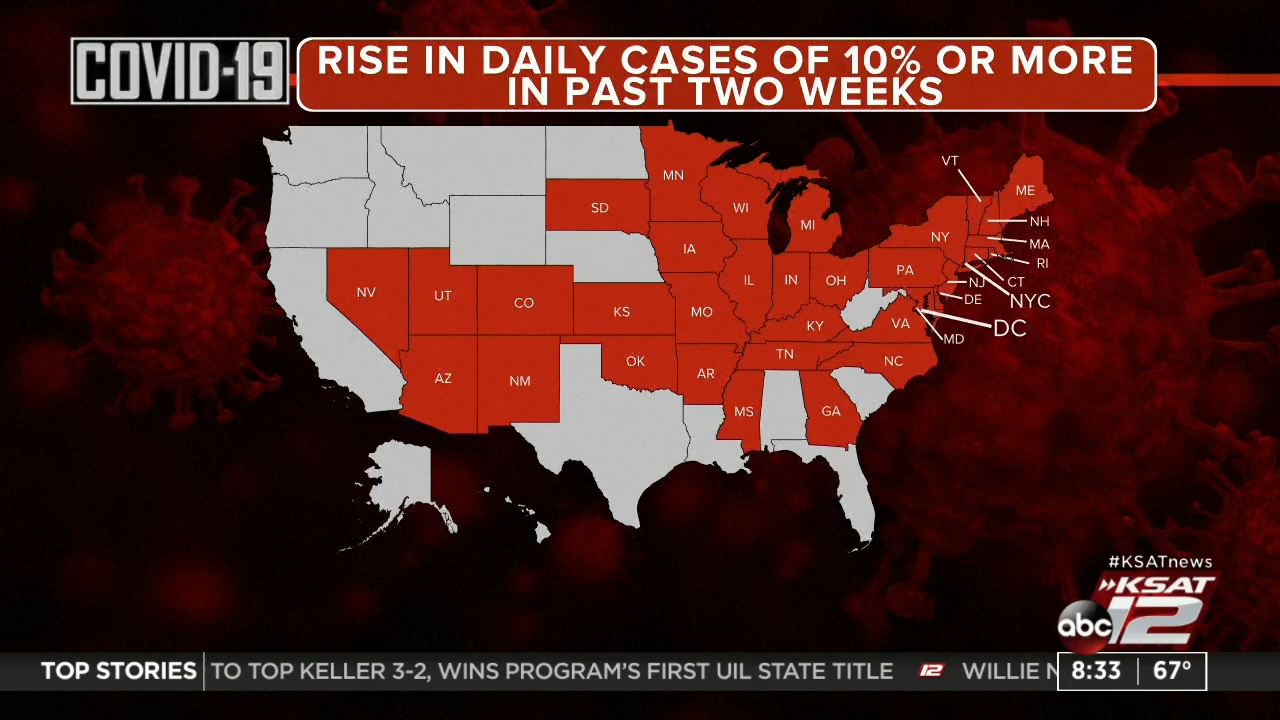 COVID-19
RISE IN DAILY CASES OF 10% OR MORE
IN PAST TWO WEEKS
VT
MN
ME
SD
WI
NH
MI
NY
MA
IA
RI
PA
NV
UT
CO
IL
IN
OH
NJ
CT
DE
NYC
KS
MO
KY
VA
DC
MD
OK
TN
NC
AZ
NM
AR
MS
GA
#KSATnews
KSAT
abc 12
TOP STORIES
TO TOP KELLER 3-2, WINS PROGRAM'S FIRST UIL STATE TITLE 12 WILLIE N
8:33 67°